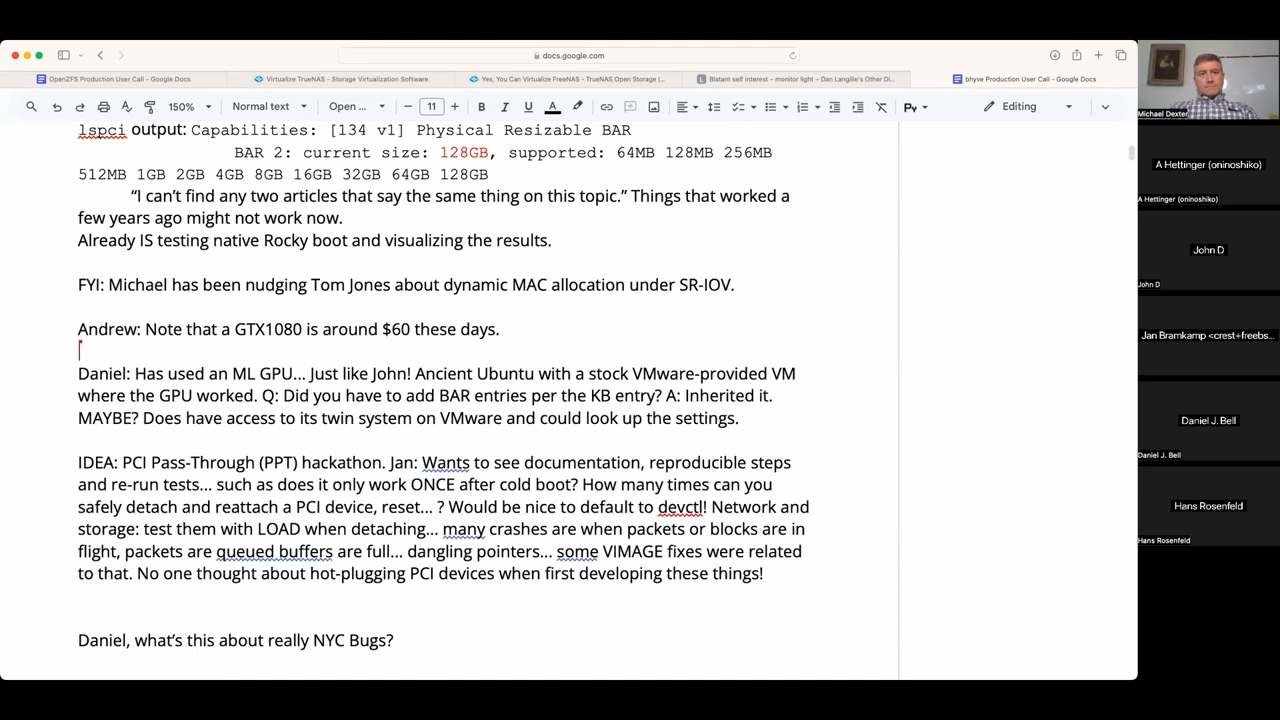 docs.google.com
OpenZFS Production User Call - Google Docs
Virtualize TrueNAS - Storage Virtualization Software
Yes, You Can Virtualize FreeNAS - TrueNAS Open Storage |...
Blatant self interest – monitor light – Dan Langille's Other Di...
bhyve Production User Call - Google Docs
150% Normal text Open ... 11 B I U A Editing
lspci output: Capabilities: [134 v1] Physical Resizable BAR
BAR 2: current size: 128GB, supported: 64MB 128MB 256MB
512MB 1GB 2GB 4GB 8GB 16GB 32GB 64GB 128GB
“I can’t find any two articles that say the same thing on this topic.” Things that worked a
few years ago might not work now.
Already IS testing native Rocky boot and visualizing the results.
FYI: Michael has been nudging Tom Jones about dynamic MAC allocation under SR-IOV.
Andrew: Note that a GTX1080 is around $60 these days.
Daniel: Has used an ML GPU... Just like John! Ancient Ubuntu with a stock VMware-provided VM
where the GPU worked. Q: Did you have to add BAR entries per the KB entry? A: Inherited it.
MAYBE? Does have access to its twin system on VMware and could look up the settings.
IDEA: PCI Pass-Through (PPT) hackathon. Jan: Wants to see documentation, reproducible steps
and re-run tests... such as does it only work ONCE after cold boot? How many times can you
safely detach and reattach a PCI device, reset... ? Would be nice to default to devctl! Network and
storage: test them with LOAD when detaching... many crashes are when packets or blocks are in
flight, packets are queued buffers are full... dangling pointers... some VIMAGE fixes were related
to that. No one thought about hot-plugging PCI devices when first developing these things!
Daniel, what’s this about really NYC Bugs?
Michael Dexter
A Hettinger (oninoshiko)
A Hettinger (oninoshiko)
John D
John D
Jan Bramkamp <crest+freebs...
Daniel J. Bell
Daniel J. Bell
Hans Rosenfeld
Hans Rosenfeld